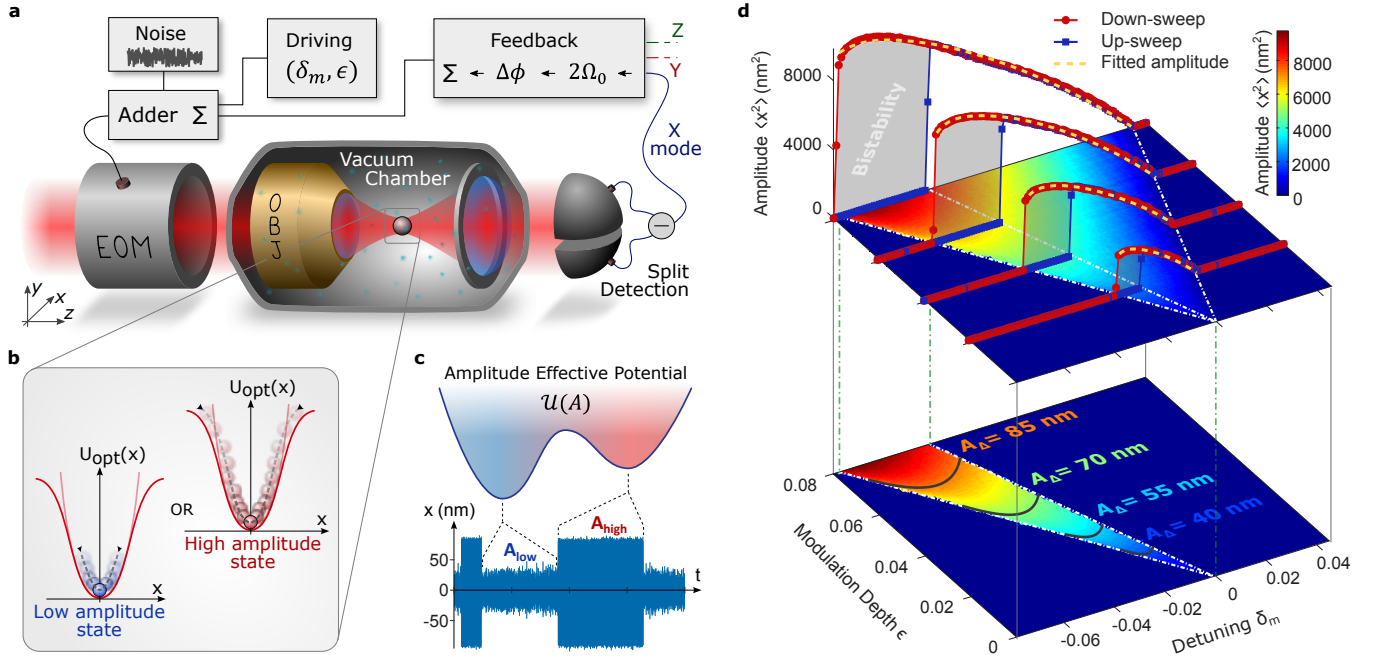 a
Noise
Driving
(δm, ϵ)
Feedback
Σ ← Δϕ ← 2Ω0 ←
Z
Y
Adder Σ
X
mode
Vacuum
Chamber
EOM
O
B
J
Split
Detection
y
x
z
b
Uopt(x)
Uopt(x)
x
OR
x
High amplitude
state
Low amplitude
state
c
Amplitude Effective Potential
𝒰(A)
x (nm)
Ahigh
Alow
50
0
-50
t
d
Down-sweep
Up-sweep
Fitted amplitude
Amplitude ⟨x²⟩ (nm²)
8000
4000
0
Bistability
Amplitude ⟨x²⟩ (nm²)
8000
6000
4000
2000
0
AΔ= 85 nm
AΔ= 70 nm
AΔ= 55 nm
AΔ= 40 nm
0.08
0.06
0.04
0.02
0
Modulation Depth ϵ
-0.06
-0.04
-0.02
0
0.02
0.04
Detuning δm